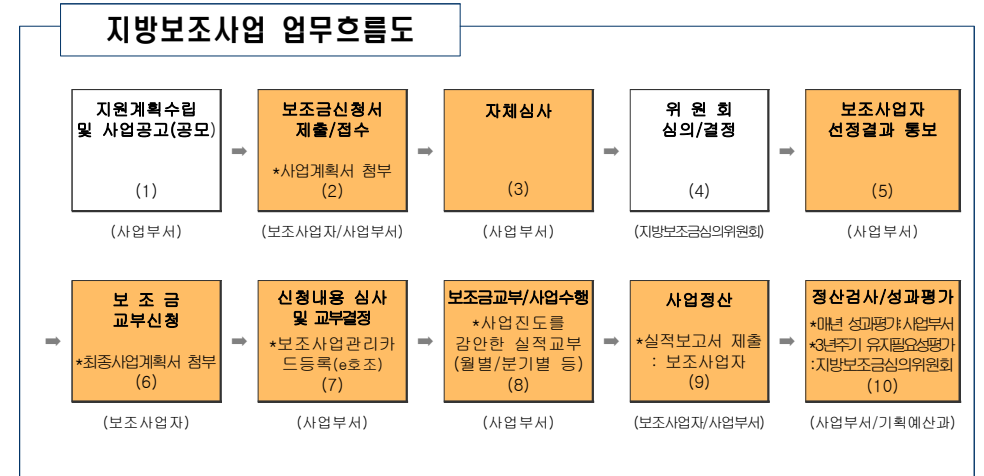 지방보조사업 업무흐름도
지원계획수립
및 사업공고(공모)
(1)
(사업부서)
보조금신청서
제출/접수
*사업계획서 첨부
(2)
(보조사업자/사업부서)
자체심사
(3)
(사업부서)
위 원 회
심의/결정
(4)
(지방보조금심의위원회)
보조사업자
선정결과 통보
(5)
(사업부서)
보 조 금
교부신청
*최종사업계획서 첨부
(6)
(보조사업자)
신청내용 심사
및 교부결정
*보조사업관리카
드등록(e호조)
(7)
(사업부서)
보조금교부/사업수행
*사업진도를
감안한 실적교부
(월별/분기별 등)
(8)
(사업부서)
사업정산
*실적보고서 제출
: 보조사업자
(9)
(보조사업자/사업부서)
정산검사/성과평가
*매년 성과평가:사업부서
*3년주기 유지필요성평가
:지방보조금심의위원회
(10)
(사업부서/기획예산과)